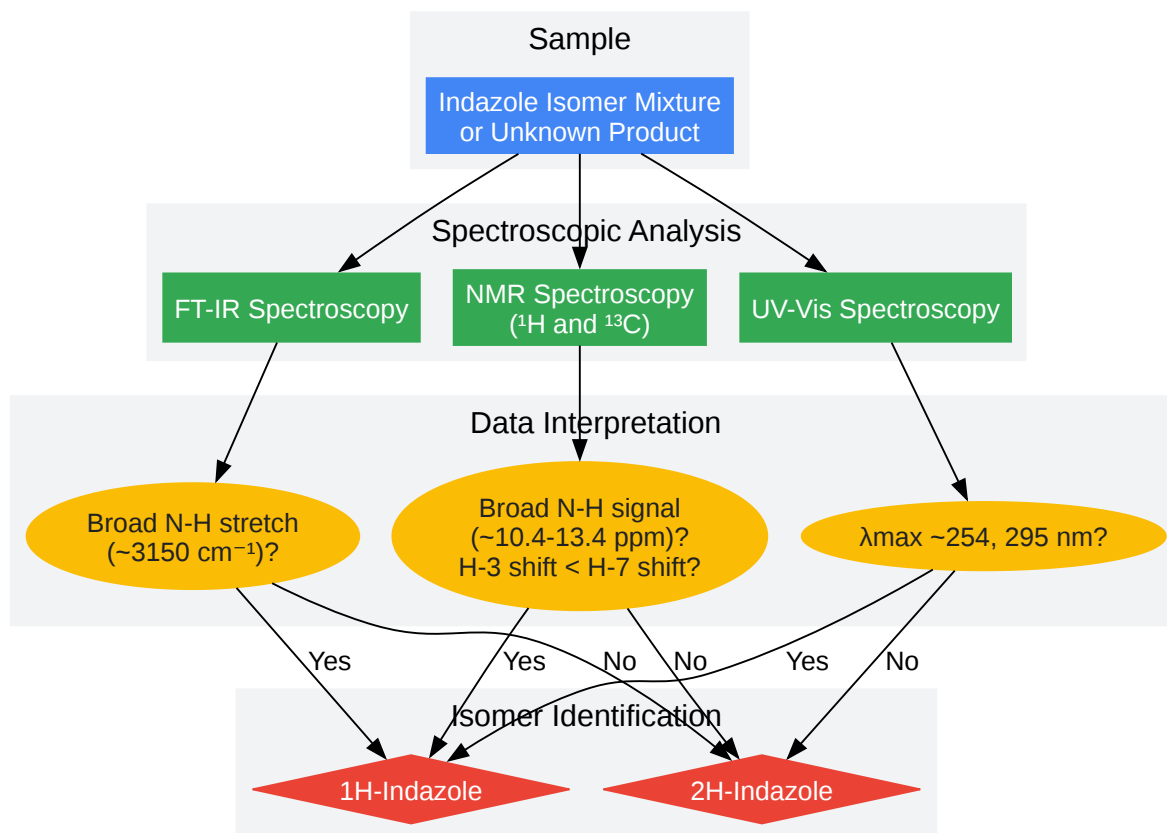 Sample
Indazole Isomer Mixture
or Unknown Product
Spectroscopic Analysis
FT-IR Spectroscopy
NMR Spectroscopy
(¹H and ¹³C)
UV-Vis Spectroscopy
Data Interpretation
Broad N-H stretch
(~3150 cm⁻¹)?
Broad N-H signal
(~10.4-13.4 ppm)?
H-3 shift < H-7 shift?
λmax ~254, 295 nm?
Yes
Yes
No
No
Yes
No
Isomer Identification
1H-Indazole
2H-Indazole